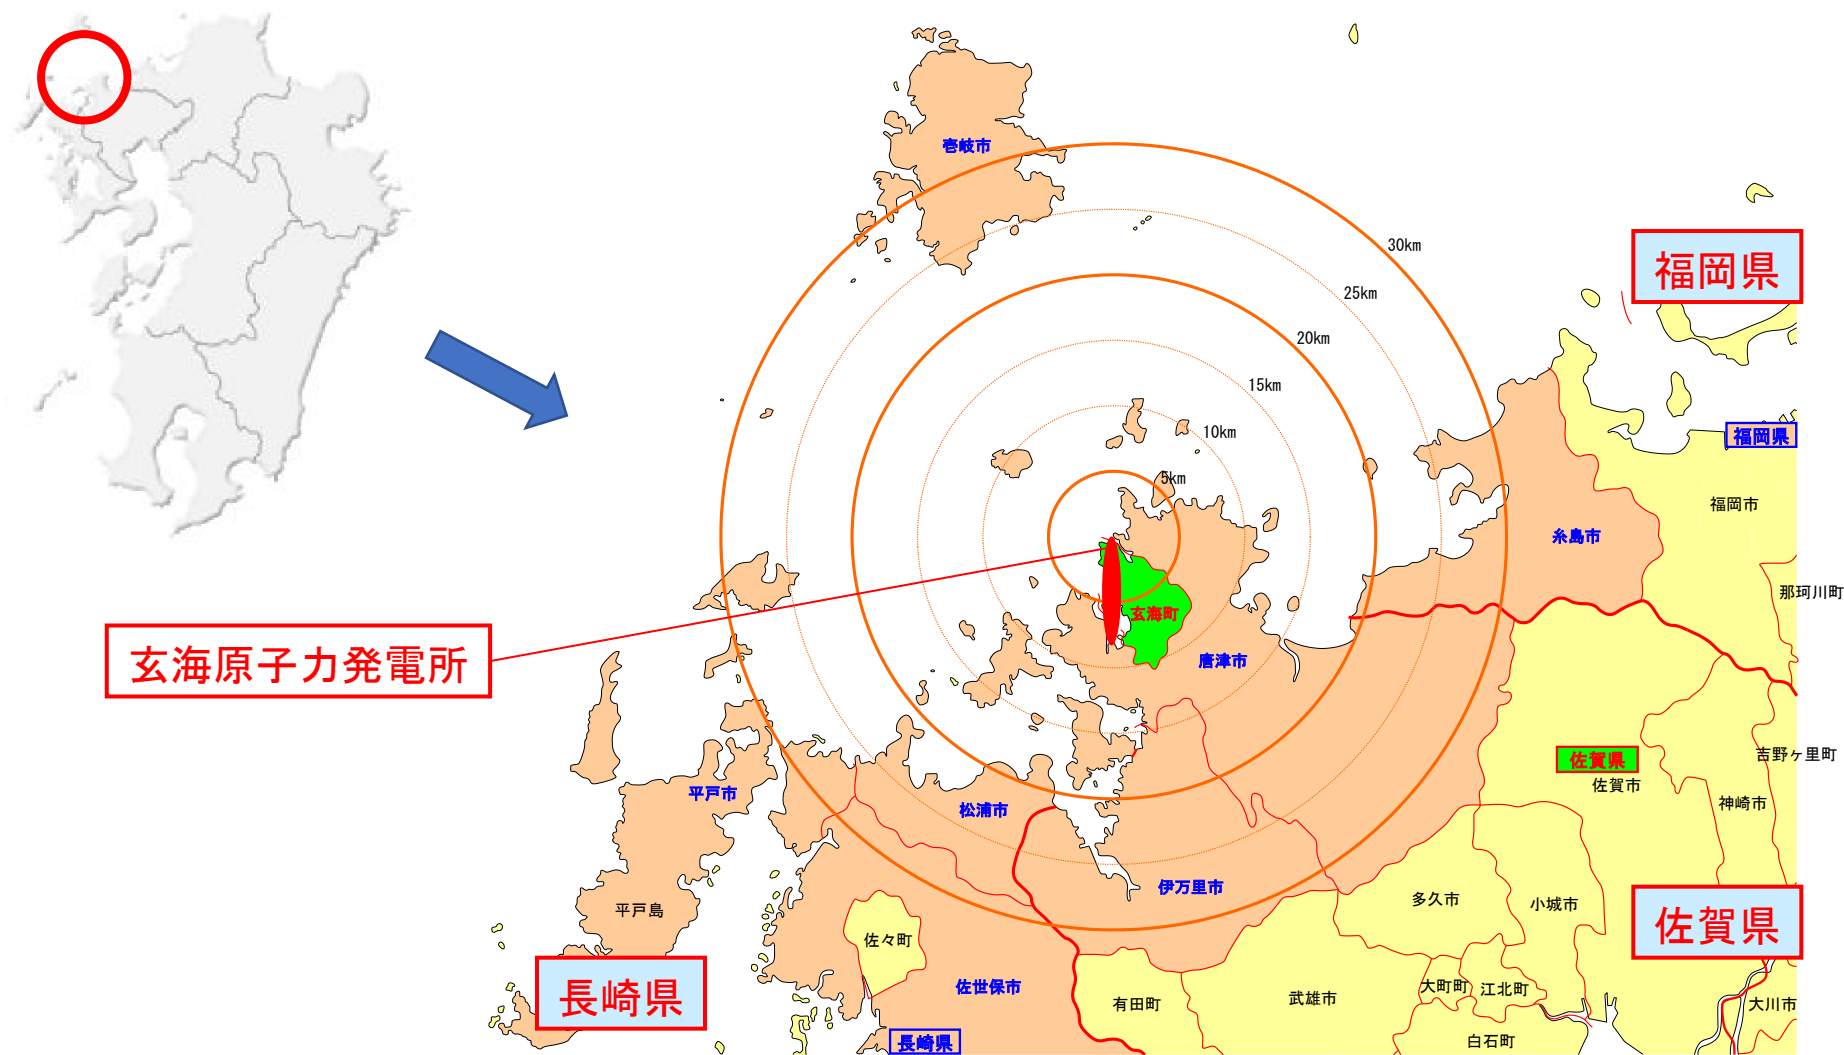 壱岐市
30km
福岡県
25km
20km
15km
10km
福岡県
5km
福岡市
糸島市
那珂川町
玄海町
玄海原子力発電所
唐津市
吉野ヶ里町
佐賀県
佐賀市
平戸市
松浦市
神崎市
伊万里市
多久市
小城市
平戸島
佐賀県
佐々町
長崎県
佐世保市
大町町
江北町
有田町
武雄市
大川市
白石町
長崎県